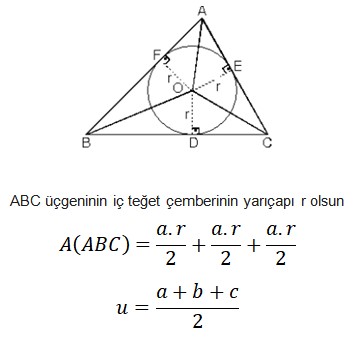 A
F
E
O
r
r
r
B
D
C
ABC üçgeninin iç teğet çemberinin yarıçapı r olsun
A(ABC) = a.r/2 + a.r/2 + a.r/2
u = a + b + c/2